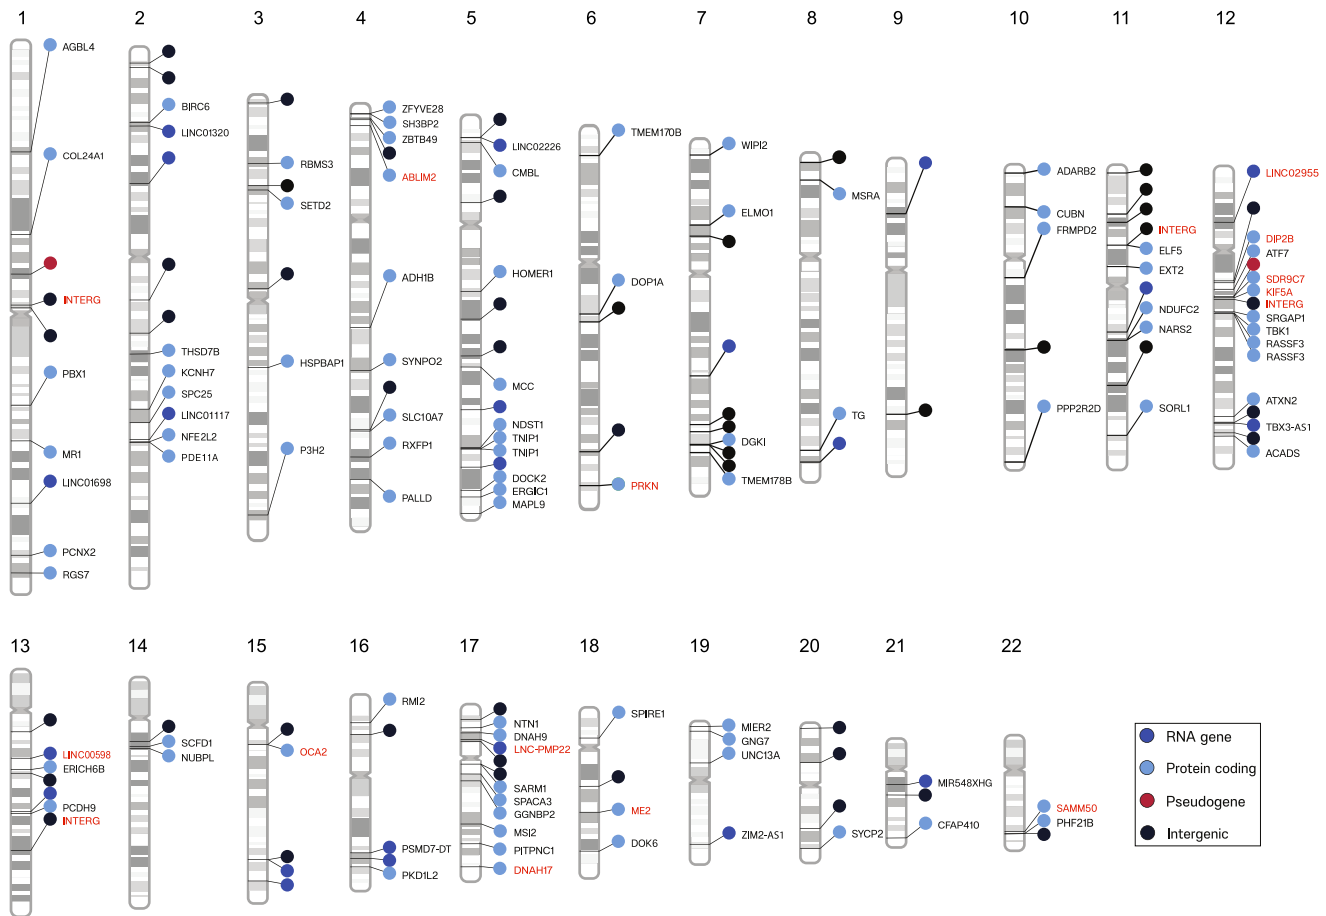 1 2 3 4 5 6 7 8 9 10 11 12
AGBL4
COL24A1
INTERG
PBX1
MR1
LINC01698
PCNX2
RGS7
BIRC6
LINC01320
THSD7B
KCNH7
SPC25
LINC01117
NFE2L2
PDE11A
RBMS3
SETD2
HSPBAP1
P3H2
ZFYVE28
SH3BP2
ZBTB49
ABLIM2
ADH1B
SYNPO2
SLC10A7
RXFP1
PALLD
LINC02226
CMBL
HOMER1
MCC
NDST1
TNIP1
TNIP1
DOCK2
ERGIC1
MAPL9
TMEM170B
DOP1A
PRKN
WIPI2
ELMO1
DGKI
TMEM178B
MSRA
TG
ADARB2
CUBN
FRMPD2
PPP2R2D
INTERG
ELF5
EXT2
NDUFC2
NARS2
SORL1
LINC02955
DIP2B
ATF7
SDR9C7
KIF5A
INTERG
SRGAP1
TBK1
RASSF3
RASSF3
ATXN2
TBX3-AS1
ACADS
13 14 15 16 17 18 19 20 21 22
LINC00598
ERICH6B
PCDH9
INTERG
SCFD1
NUBPL
OCA2
RMI2
PSMD7-DT
PKD1L2
NTN1
DNAH9
LNC-PMP22
SARM1
SPACA3
GGNBP2
MSI2
PITPNC1
DNAH17
SPIRE1
ME2
DOK6
MIER2
GNG7
UNC13A
ZIM2-AS1
SYCP2
MIR548XHG
CFAP410
SAMM50
PHF21B
RNA gene
Protein coding
Pseudogene
Intergenic